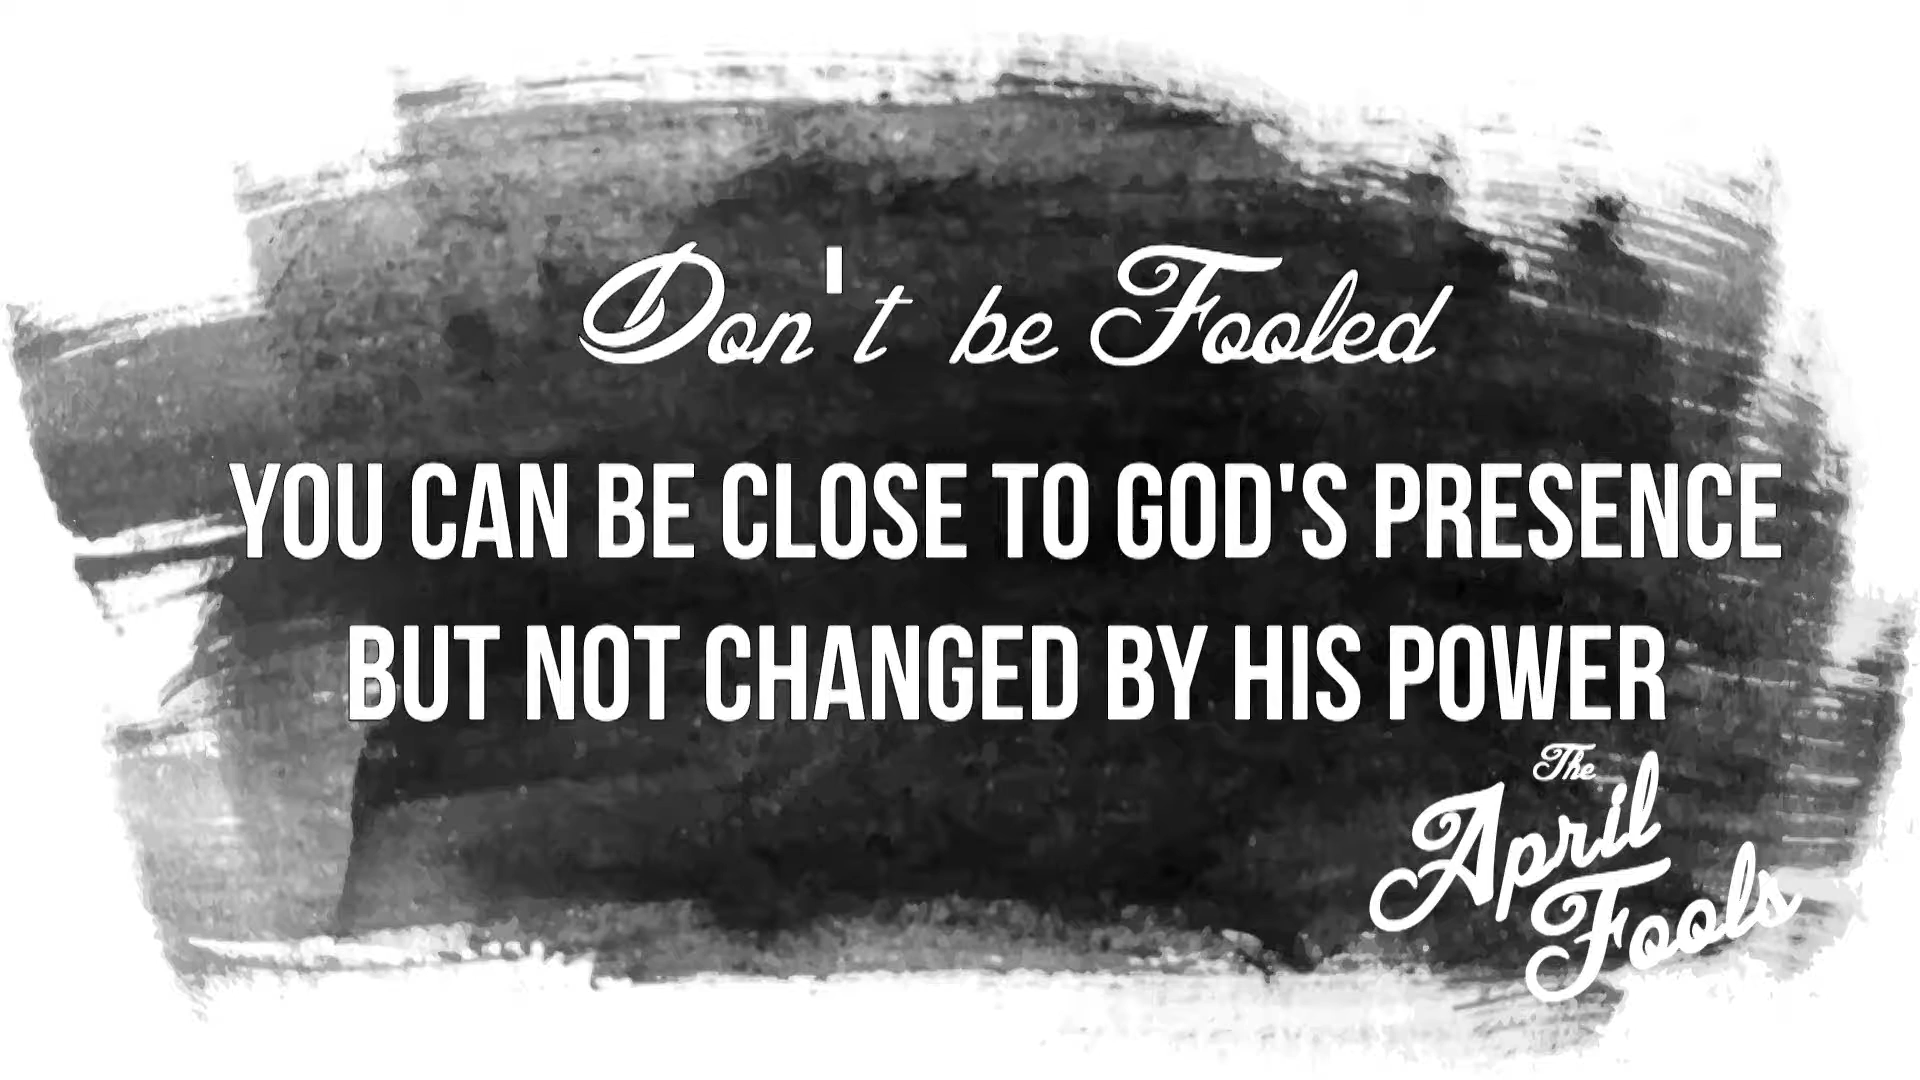 Don't be Fooled
YOU CAN BE CLOSE TO GOD'S PRESENCE
BUT NOT CHANGED BY HIS POWER
The
April
Fools